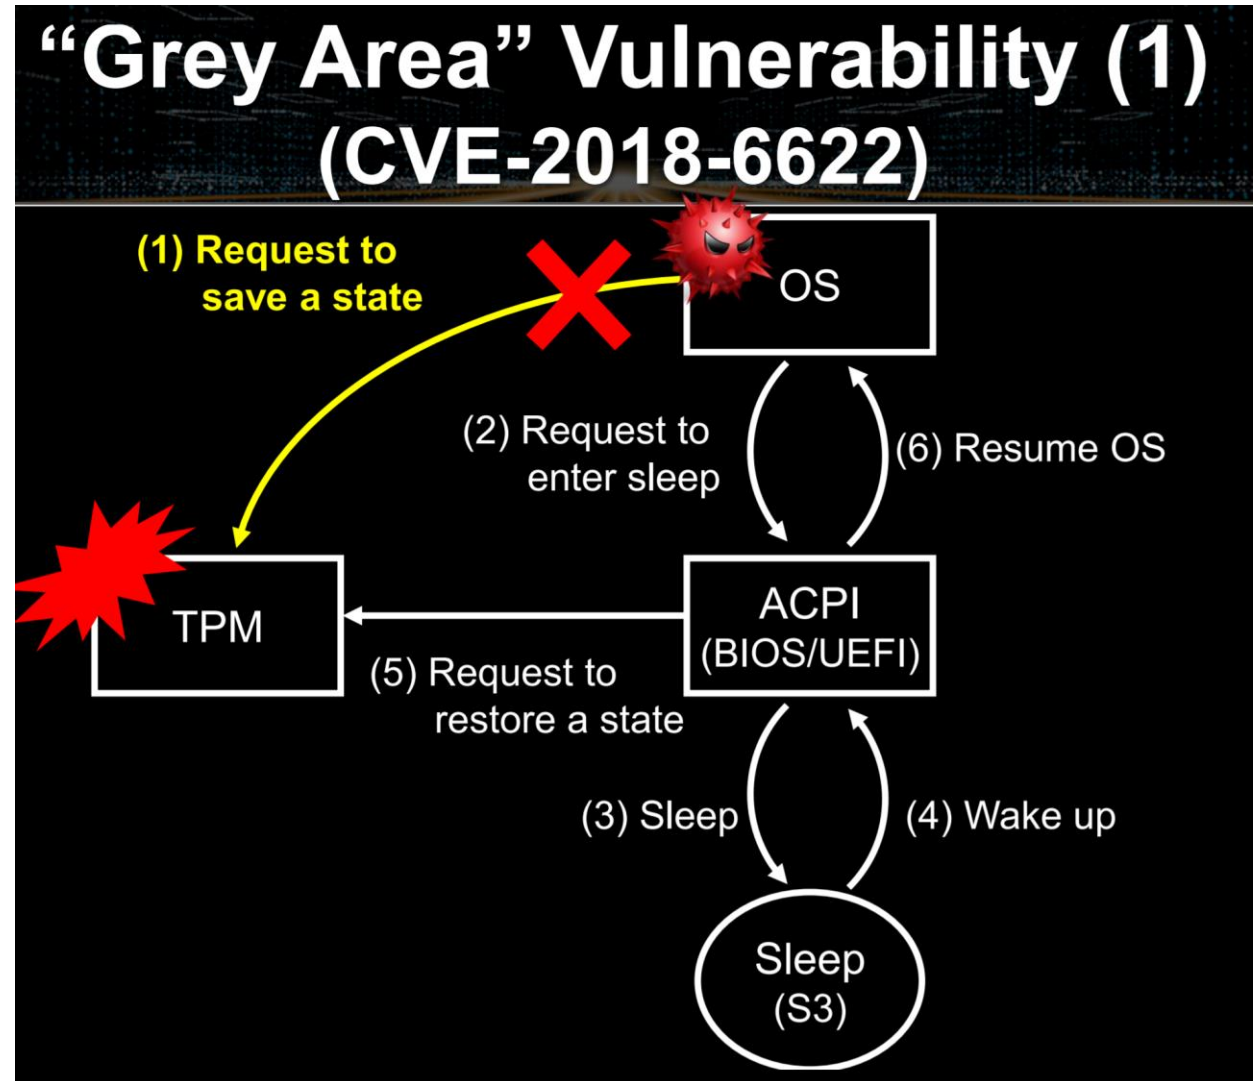 “Grey Area” Vulnerability (1)
(CVE-2018-6622)
(1) Request to
save a state
OS
(2) Request to
enter sleep
(6) Resume OS
TPM
ACPI
(BIOS/UEFI)
(5) Request to
restore a state
(3) Sleep
(4) Wake up
Sleep
(S3)